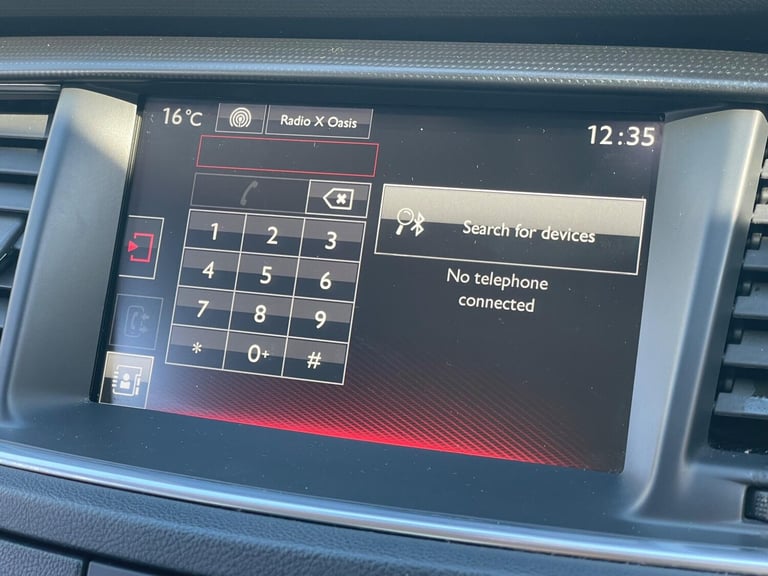 16°C
Radio X Oasis
12:35
1 2 3
4 5 6
7 8 9
* 0+ #
Search for devices
No telephone
connected